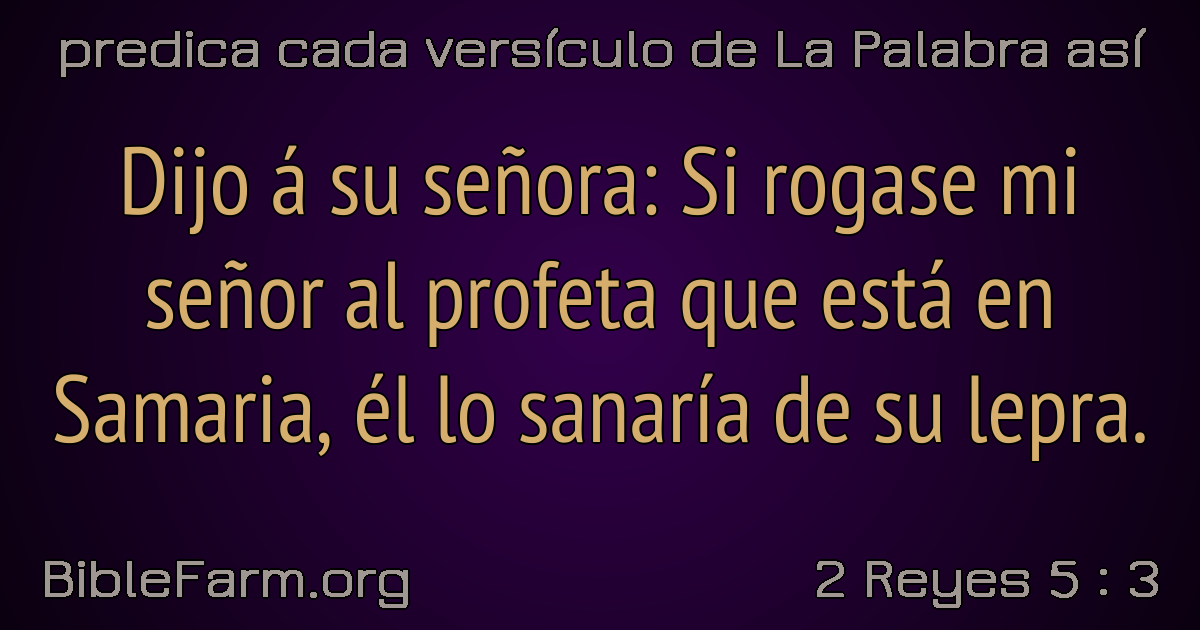 predica cada versículo de La Palabra así
Dijo á su señora: Si rogase mi
señor al profeta que está en
Samaria, él lo sanaría de su lepra.
BibleFarm.org
2 Reyes 5 : 3